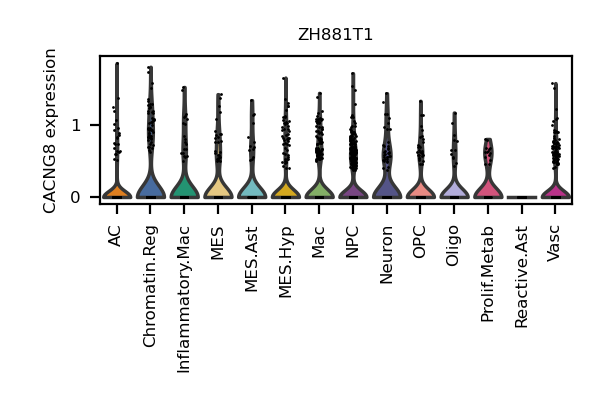 ZH881T1
CACNG8 expression
1
0
AC
Chromatin.Reg
Inflammatory.Mac
MES
MES.Ast
MES.Hyp
Mac
NPC
Neuron
OPC
Oligo
Prolif.Metab
Reactive.Ast
Vasc